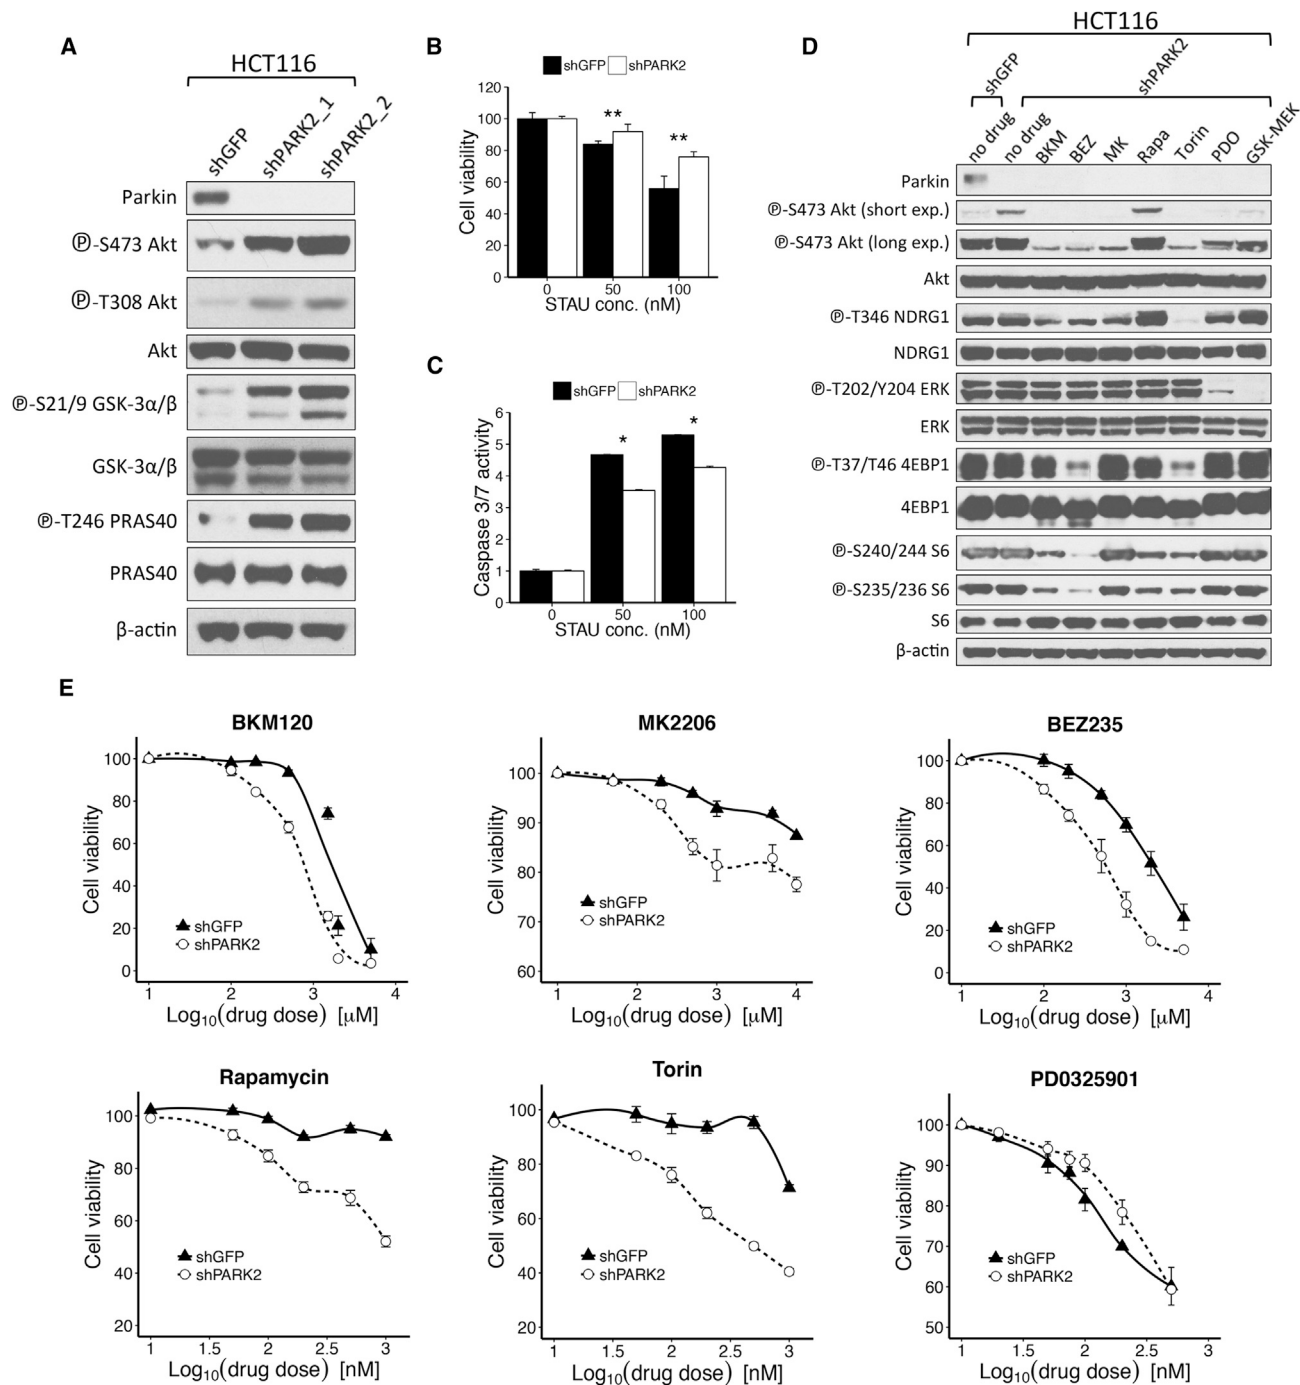 A
HCT116
shGFP
shPARK2_1
shPARK2_2
Parkin
Ⓟ-S473 Akt
Ⓟ-T308 Akt
Akt
Ⓟ-S21/9 GSK-3α/β
GSK-3α/β
Ⓟ-T246 PRAS40
PRAS40
β-actin
B
shGFP shPARK2
120
100
80
60
40
20
0
Cell viability
** **
0 50 100
STAU conc. (nM)
C
shGFP shPARK2
6
5
4
3
2
1
0
Caspase 3/7 activity
* *
0 50 100
STAU conc. (nM)
D
HCT116
shGFP
shPARK2
no drug
no drug
BKM
BEZ
MK
Rapa
Torin
PDO
GSK-MEK
Parkin
Ⓟ-S473 Akt (short exp.)
Ⓟ-S473 Akt (long exp.)
Akt
Ⓟ-T346 NDRG1
NDRG1
Ⓟ-T202/Y204 ERK
ERK
Ⓟ-T37/T46 4EBP1
4EBP1
Ⓟ-S240/244 S6
Ⓟ-S235/236 S6
S6
β-actin
E
BKM120
100
80
60
40
20
0
Cell viability
shGFP
shPARK2
1 2 3 4
Log10(drug dose) [μM]
MK2206
100
90
80
70
60
Cell viability
shGFP
shPARK2
1 2 3 4
Log10(drug dose) [μM]
BEZ235
100
80
60
40
20
0
Cell viability
shGFP
shPARK2
1 2 3 4
Log10(drug dose) [μM]
Rapamycin
100
80
60
40
20
Cell viability
shGFP
shPARK2
1 1.5 2 2.5 3
Log10(drug dose) [nM]
Torin
100
80
60
40
20
Cell viability
shGFP
shPARK2
1 1.5 2 2.5 3
Log10(drug dose) [nM]
PD0325901
100
90
80
70
60
50
Cell viability
shGFP
shPARK2
1 1.5 2 2.5 3
Log10(drug dose) [nM]